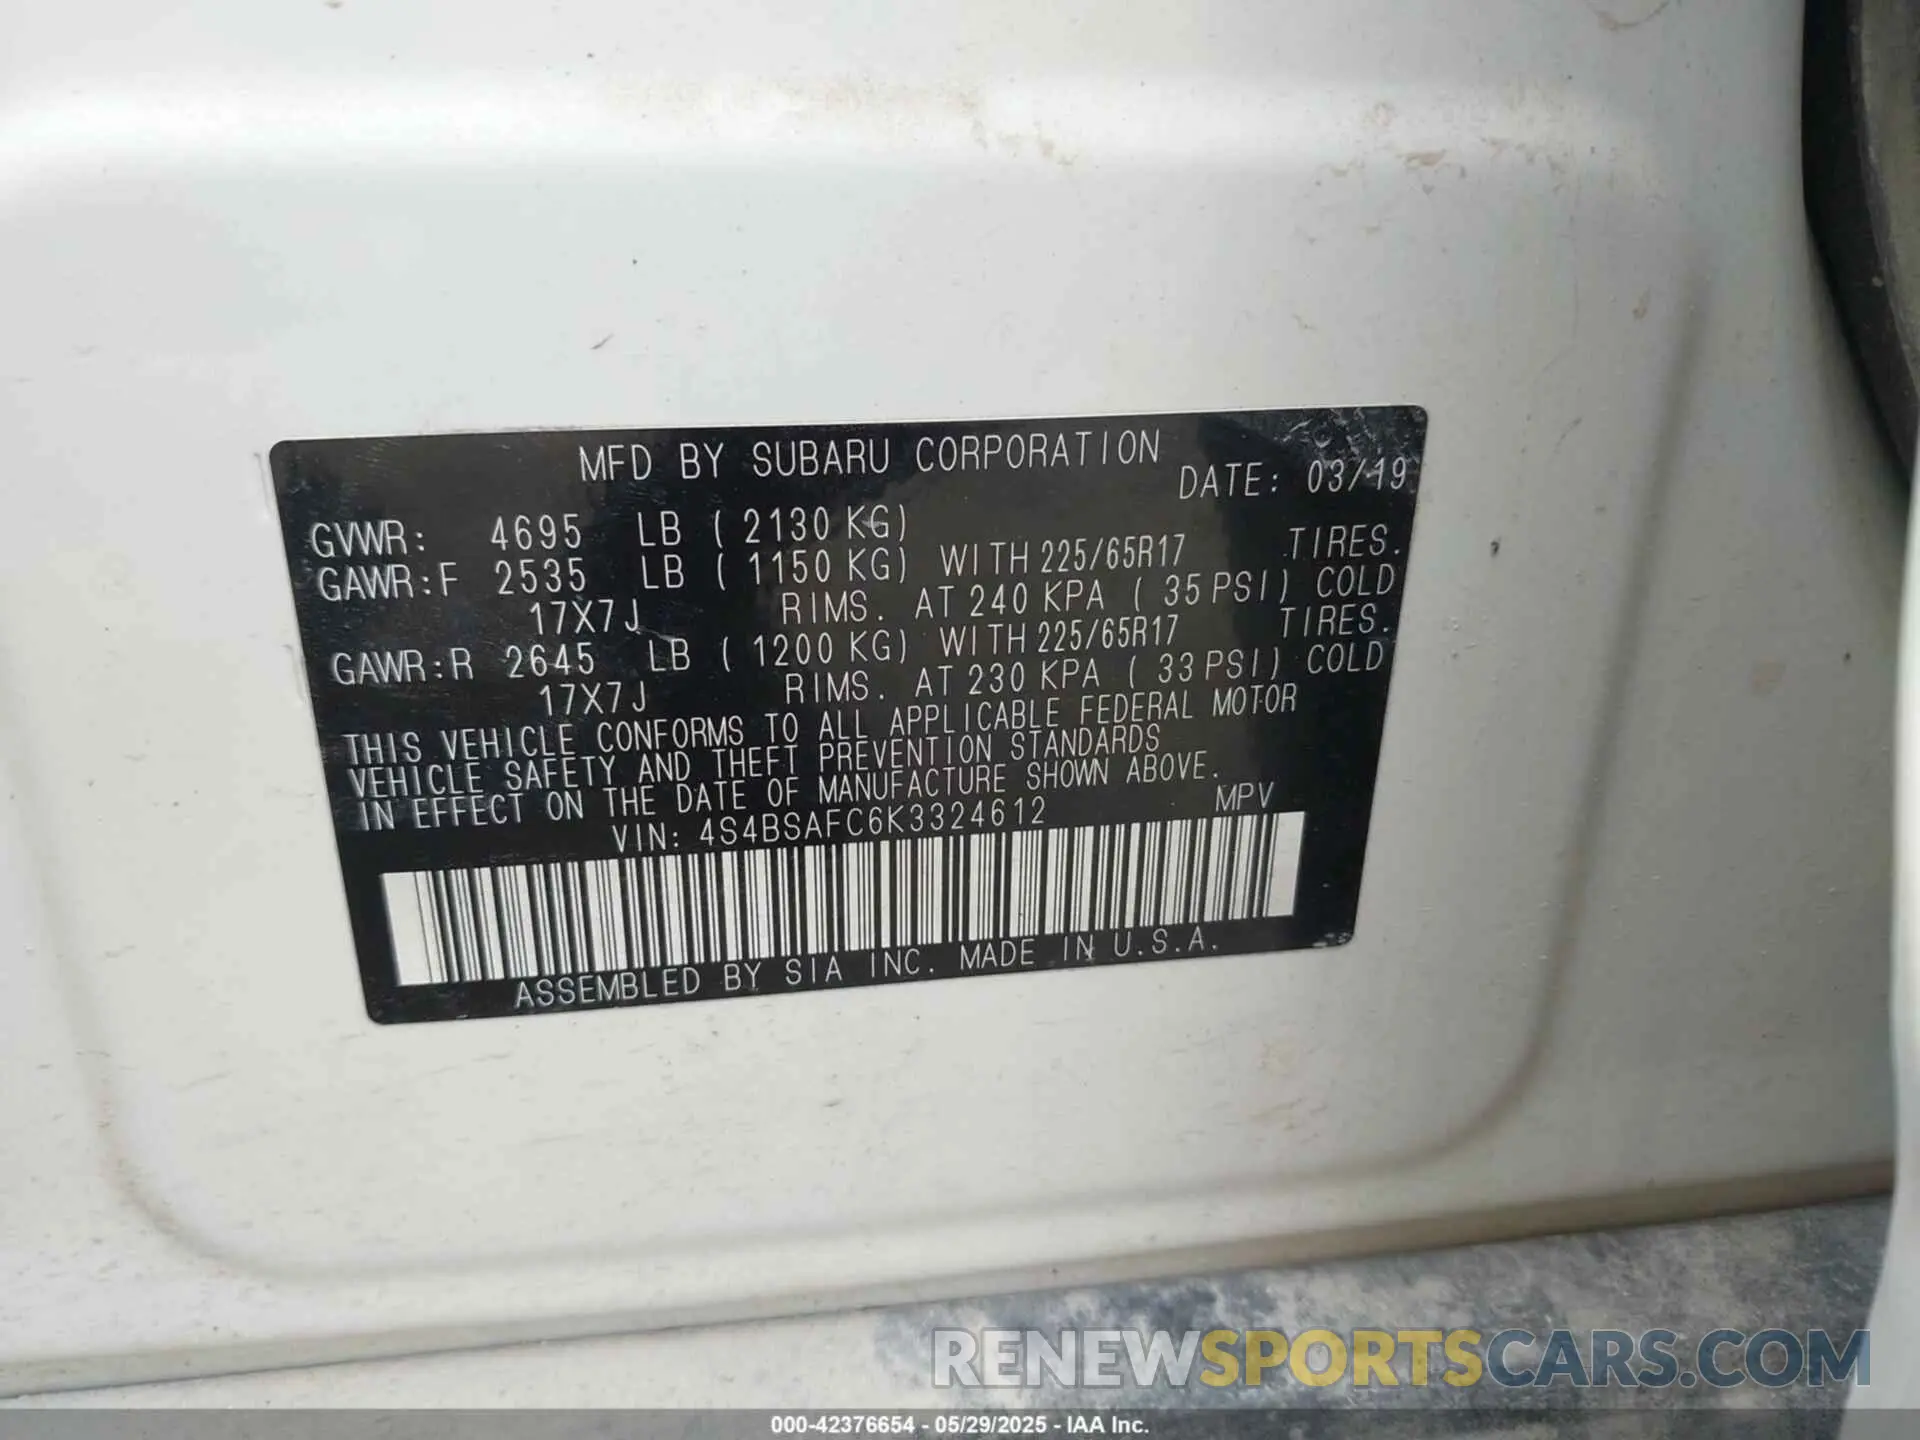 MFD BY SUBARU CORPORATION
DATE: 03/19
GVWR: 4695 LB ( 2130 KG)
GAWR:F 2535 LB ( 1150 KG) WITH 225/65R17 TIRES.
17X7J RIMS. AT 240 KPA ( 35 PSI) COLD
GAWR:R 2645 LB ( 1200 KG) WITH 225/65R17 TIRES.
17X7J RIMS. AT 230 KPA ( 33 PSI) COLD
THIS VEHICLE CONFORMS TO ALL APPLICABLE FEDERAL MOTOR
VEHICLE SAFETY AND THEFT PREVENTION STANDARDS
IN EFFECT ON THE DATE OF MANUFACTURE SHOWN ABOVE.
VIN: 4S4BSAFC6K3324612 MPV
ASSEMBLED BY SIA INC. MADE IN U.S.A.
RENEWSPORTSCARS.COM
000-42376654 - 05/29/2025 - IAA Inc.